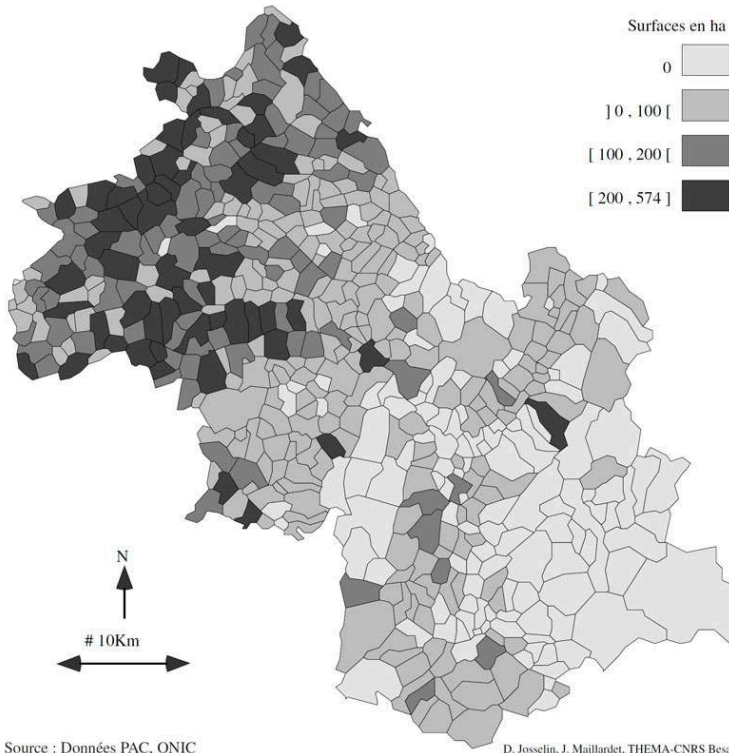 Surfaces en ha
0
] 0 , 100 [
[ 100 , 200 [
[ 200 , 574 ]
N
# 10Km
Source : Données PAC, ONIC
D. Josselin, J. Maillardet, THEMA-CNRS Besa